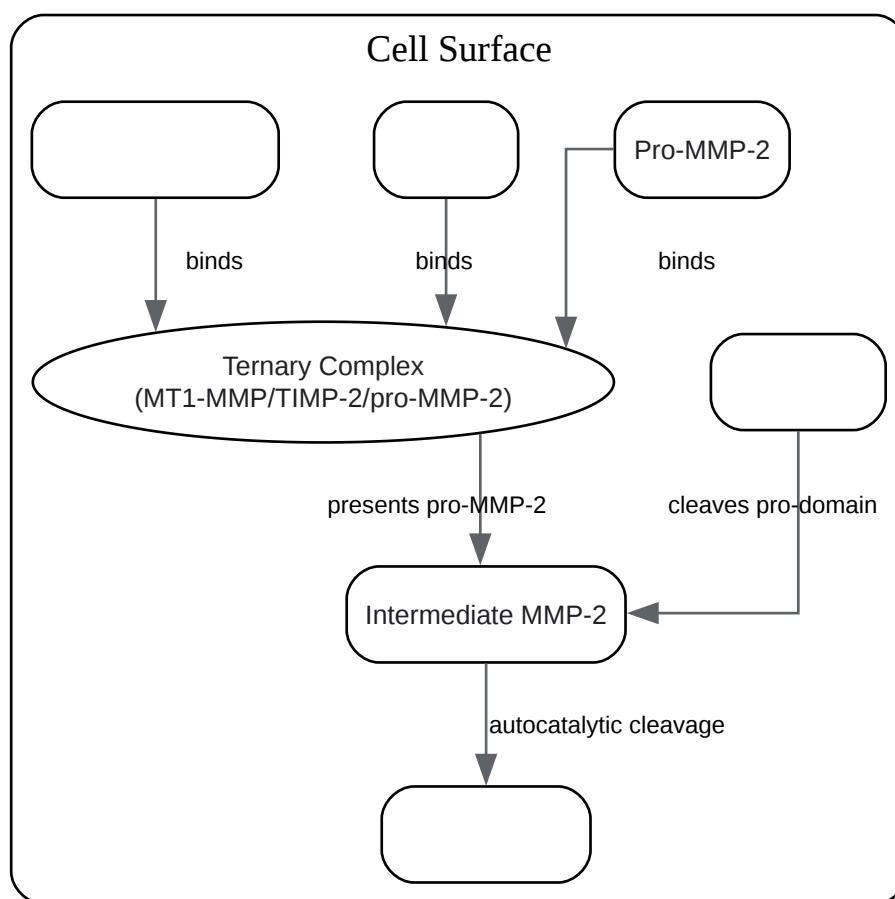 Cell Surface
Pro-MMP-2
binds
binds
binds
Ternary Complex
(MT1-MMP/TIMP-2/pro-MMP-2)
presents pro-MMP-2
cleaves pro-domain
Intermediate MMP-2
autocatalytic cleavage